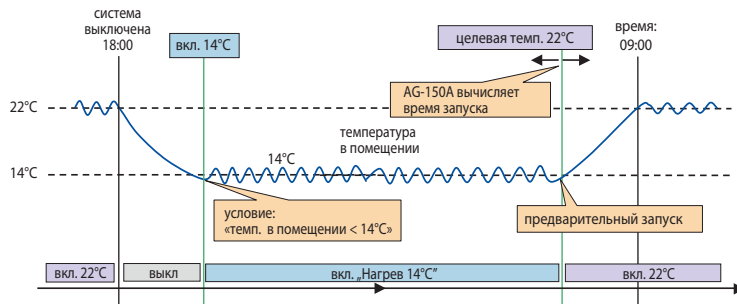 система
выключена
18:00
вкл. 14°C
целевая темп. 22°C
время:
09:00
AG-150A вычисляет
время запуска
22°C
температура
в помещении
14°C
14°C
условие:
«темп. в помещении < 14°C»
предварительный запуск
вкл. 22°C
выкл
вкл. „Нагрев 14°C"
вкл. 22°C